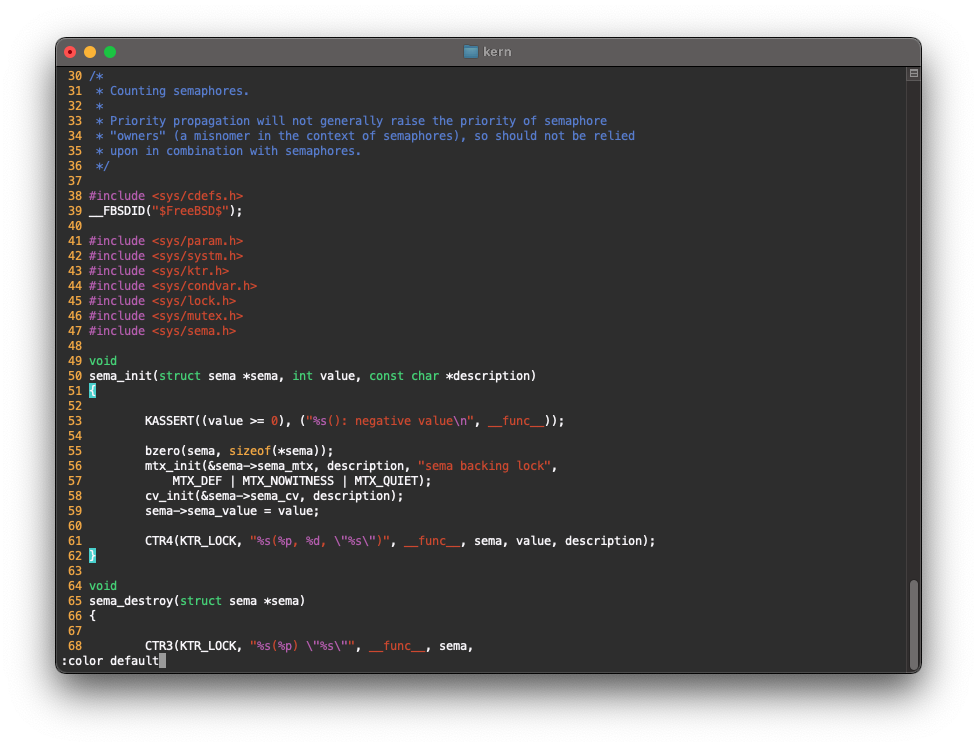 kern
30 /*
31  * Counting semaphores.
32  *
33  * Priority propagation will not generally raise the priority of semaphore
34  * "owners" (a misnomer in the context of semaphores), so should not be relied
35  * upon in combination with semaphores.
36  */
37
38 #include <sys/cdefs.h>
39 __FBSDID("$FreeBSD$");
40
41 #include <sys/param.h>
42 #include <sys/systm.h>
43 #include <sys/ktr.h>
44 #include <sys/condvar.h>
45 #include <sys/lock.h>
46 #include <sys/mutex.h>
47 #include <sys/sema.h>
48
49 void
50 sema_init(struct sema *sema, int value, const char *description)
51 {
52
53         KASSERT((value >= 0), ("%s(): negative value\n", __func__));
54
55         bzero(sema, sizeof(*sema));
56         mtx_init(&sema->sema_mtx, description, "sema backing lock",
57             MTX_DEF | MTX_NOWITNESS | MTX_QUIET);
58         cv_init(&sema->sema_cv, description);
59         sema->sema_value = value;
60
61         CTR4(KTR_LOCK, "%s(%p, %d, \"%s\")", __func__, sema, value, description);
62 }
63
64 void
65 sema_destroy(struct sema *sema)
66 {
67
68         CTR3(KTR_LOCK, "%s(%p) \"%s\"", __func__, sema,
:color default